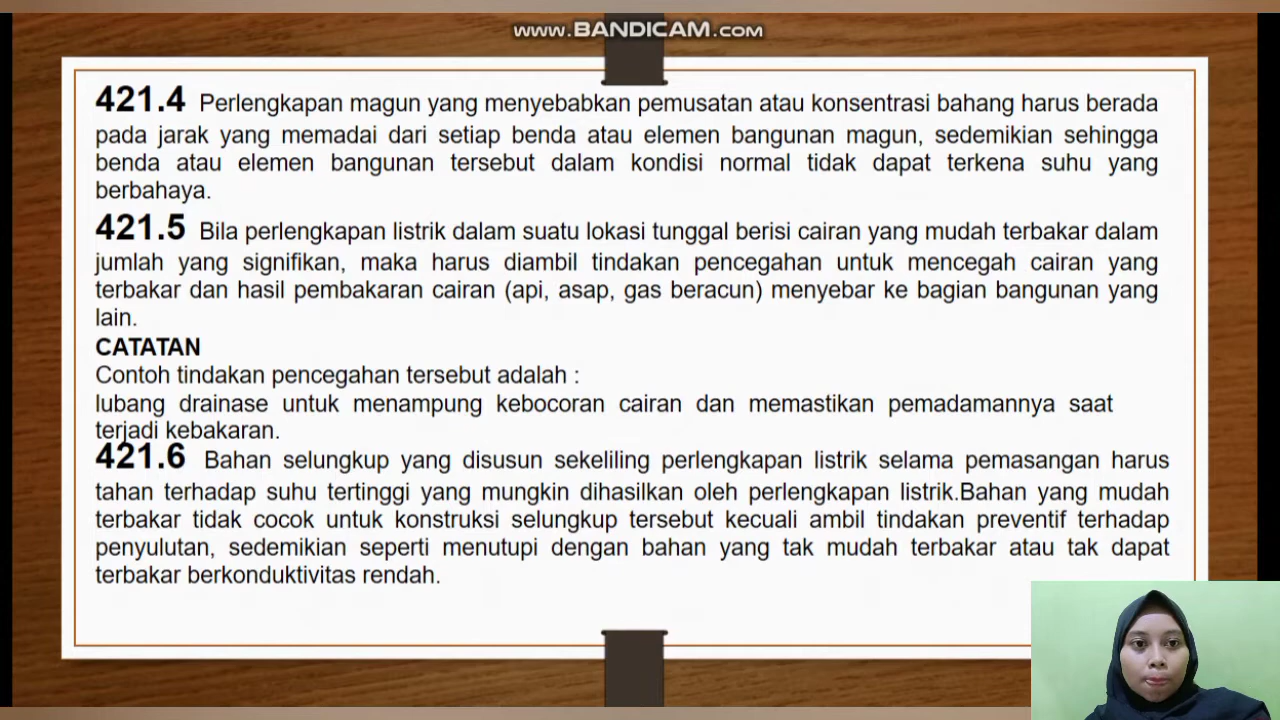 www.BANDICAM.com
421.4 Perlengkapan magun yang menyebabkan pemusatan atau konsentrasi bahang harus berada
pada jarak yang memadai dari setiap benda atau elemen bangunan magun, sedemikian sehingga
benda atau elemen bangunan tersebut dalam kondisi normal tidak dapat terkena suhu yang
berbahaya.
421.5 Bila perlengkapan listrik dalam suatu lokasi tunggal berisi cairan yang mudah terbakar dalam
jumlah yang signifikan, maka harus diambil tindakan pencegahan untuk mencegah cairan yang
terbakar dan hasil pembakaran cairan (api, asap, gas beracun) menyebar ke bagian bangunan yang
lain.
CATATAN
Contoh tindakan pencegahan tersebut adalah :
lubang drainase untuk menampung kebocoran cairan dan memastikan pemadamannya saat
terjadi kebakaran.
421.6 Bahan selungkup yang disusun sekeliling perlengkapan listrik selama pemasangan harus
tahan terhadap suhu tertinggi yang mungkin dihasilkan oleh perlengkapan listrik.Bahan yang mudah
terbakar tidak cocok untuk konstruksi selungkup tersebut kecuali ambil tindakan preventif terhadap
penyulutan, sedemikian seperti menutupi dengan bahan yang tak mudah terbakar atau tak dapat
terbakar berkonduktivitas rendah.